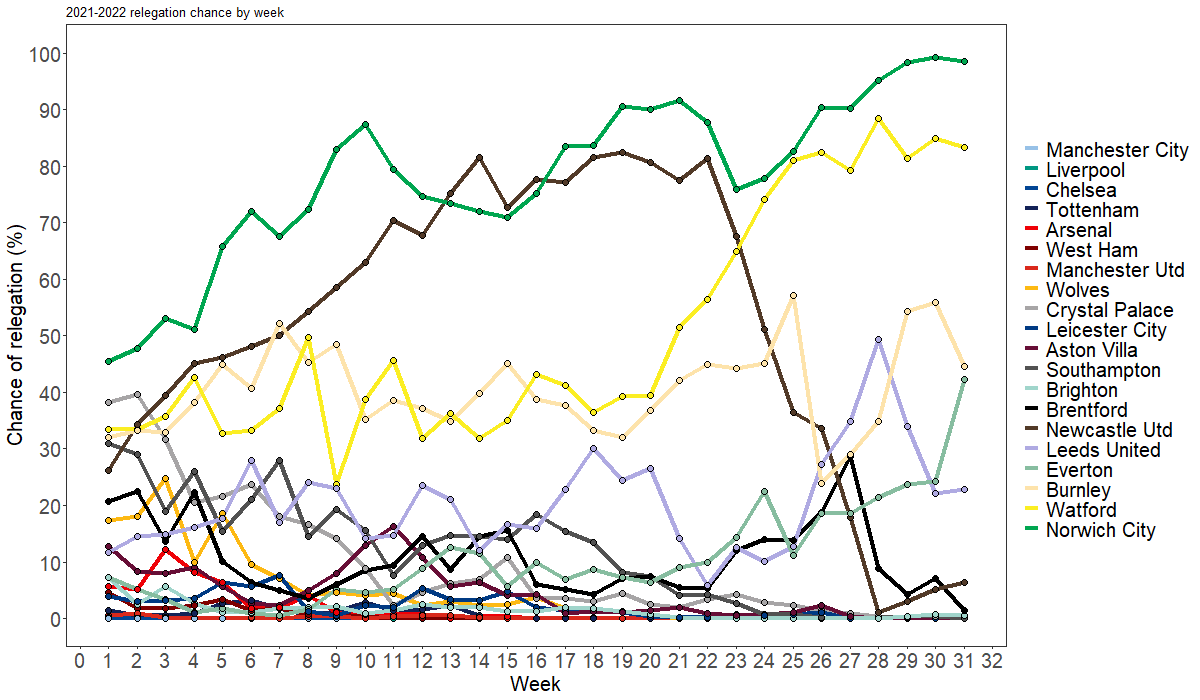 2021-2022 relegation chance by week
Chance of relegation (%)
100
90
80
70
60
50
40
30
20
10
0
0 1 2 3 4 5 6 7 8 9 10 11 12 13 14 15 16 17 18 19 20 21 22 23 24 25 26 27 28 29 30 31 32
Week
Manchester City
Liverpool
Chelsea
Tottenham
Arsenal
West Ham
Manchester Utd
Wolves
Crystal Palace
Leicester City
Aston Villa
Southampton
Brighton
Brentford
Newcastle Utd
Leeds United
Everton
Burnley
Watford
Norwich City